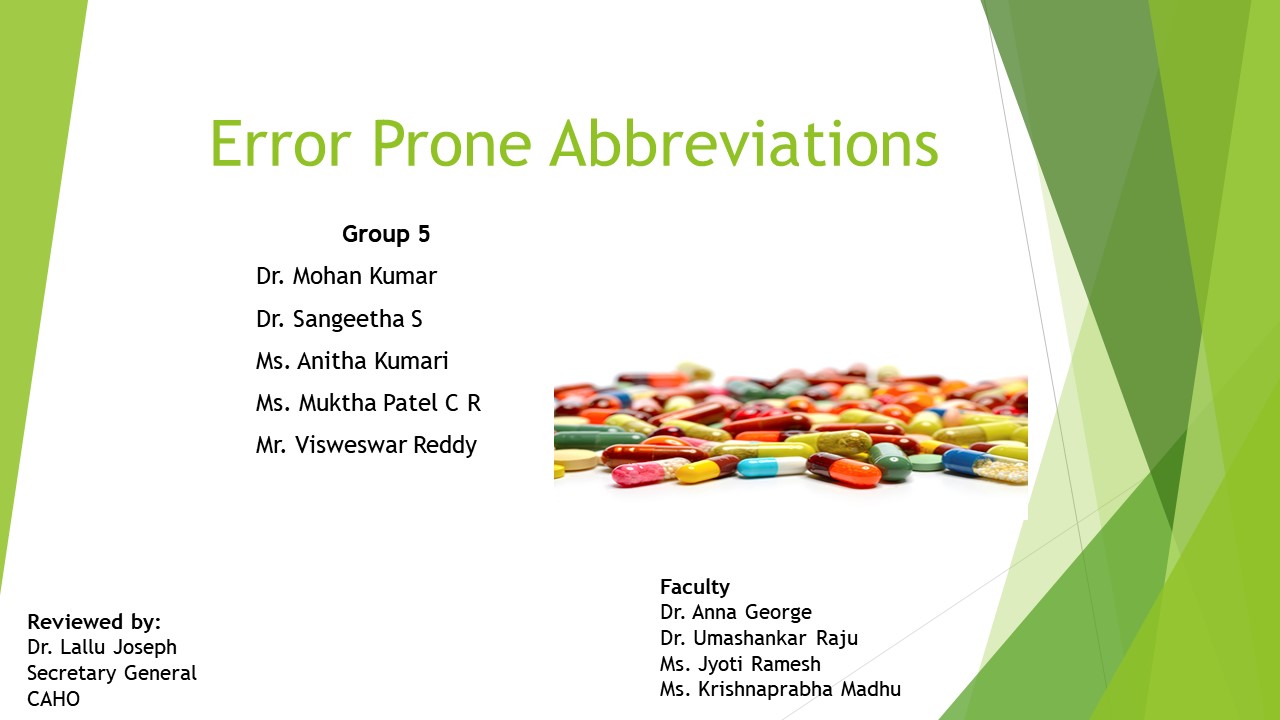 Error Prone Abbreviations
Group 5
Dr. Mohan Kumar
Dr. Sangeetha S
Ms. Anitha Kumari
Ms. Muktha Patel C R
Mr. Visweswar Reddy
Reviewed by:
Dr. Lallu Joseph
Secretary General
CAHO
Faculty
Dr. Anna George
Dr. Umashankar Raju
Ms. Jyoti Ramesh
Ms. Krishnaprabha Madhu